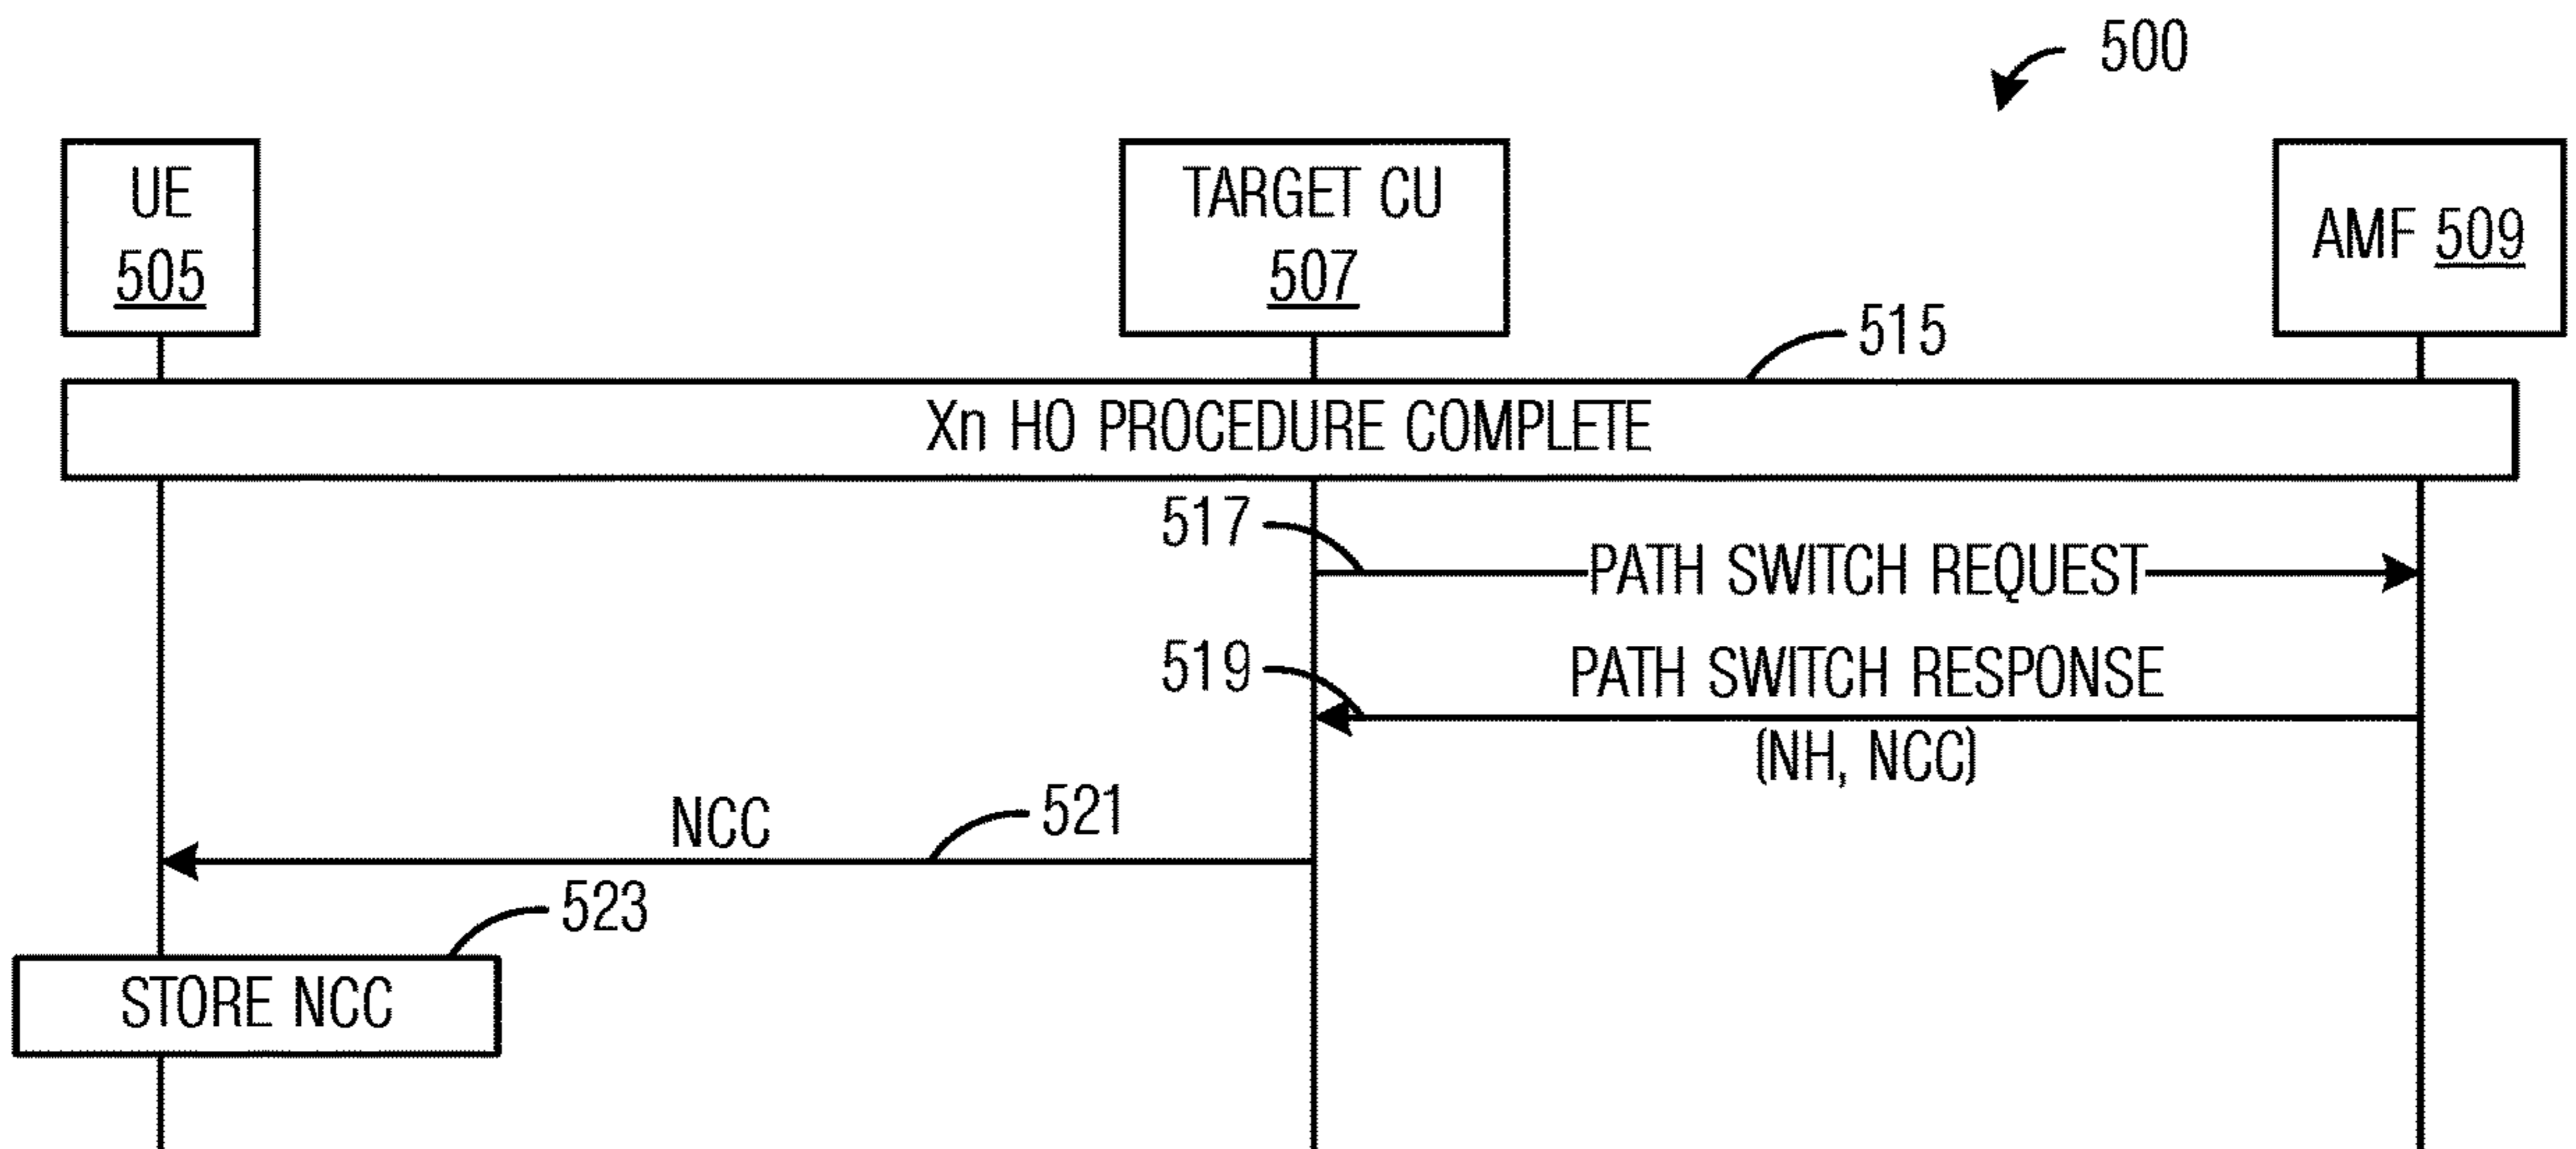 500
UE
505
TARGET CU
507
AMF 509
515
Xn HO PROCEDURE COMPLETE
517
PATH SWITCH REQUEST
519
PATH SWITCH RESPONSE
(NH, NCC)
NCC
521
523
STORE NCC